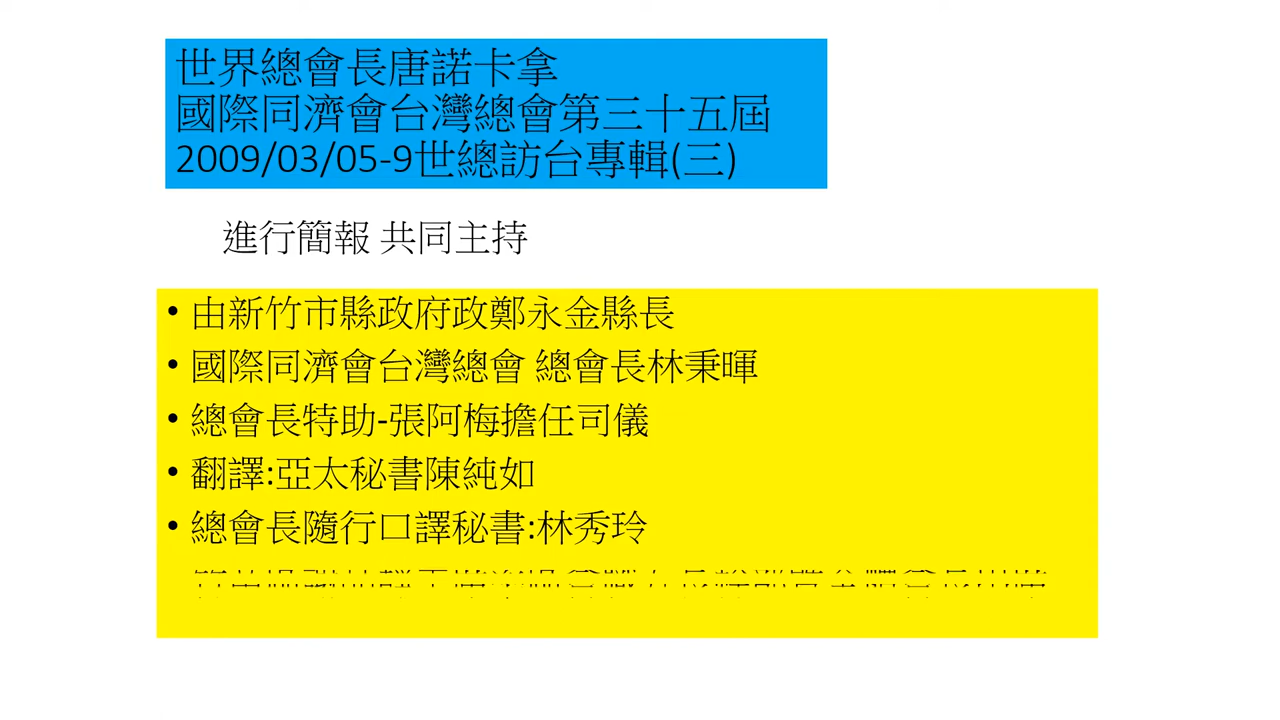 世界總會長唐諾卡拿
國際同濟會台灣總會第三十五屆
2009/03/05-9世總訪台專輯(三)
進行簡報 共同主持
• 由新竹市縣政府政鄭永金縣長
• 國際同濟會台灣總會 總會長林秉暉
• 總會長特助-張阿梅擔任司儀
• 翻譯:亞太秘書陳純如
• 總會長隨行口譯秘書:林秀玲